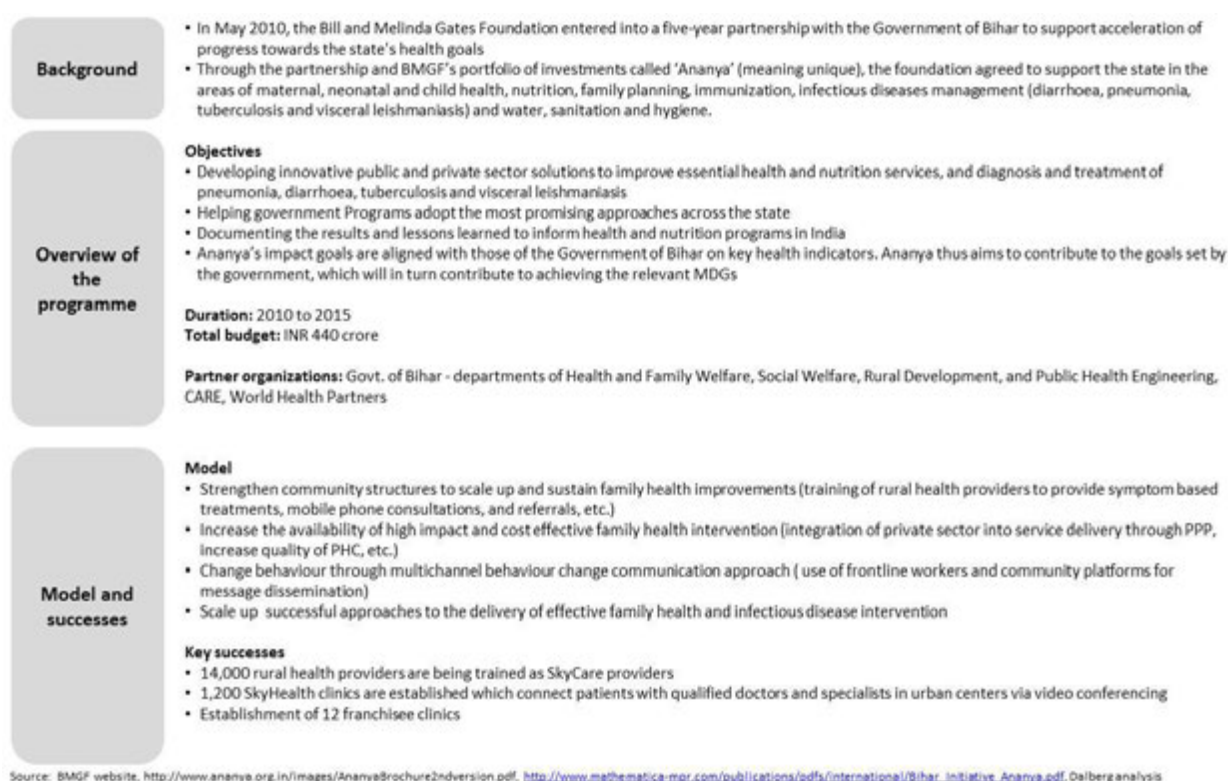 Background
• In May 2010, the Bill and Melinda Gates Foundation entered into a five-year partnership with the Government of Bihar to support acceleration of
progress towards the state's health goals
• Through the partnership and BMGF's portfolio of investments called 'Ananya' (meaning unique), the foundation agreed to support the state in the
areas of maternal, neonatal and child health, nutrition, family planning, immunization, infectious diseases management (diarrhoea, pneumonia,
tuberculosis and visceral leishmaniasis) and water, sanitation and hygiene.
Overview of
the
programme
Objectives
• Developing innovative public and private sector solutions to improve essential health and nutrition services, and diagnosis and treatment of
pneumonia, diarrhoea, tuberculosis and visceral leishmaniasis
• Helping government Programs adopt the most promising approaches across the state
• Documenting the results and lessons learned to inform health and nutrition programs in India
• Ananya's impact goals are aligned with those of the Government of Bihar on key health indicators. Ananya thus aims to contribute to the goals set by
the government, which will in turn contribute to achieving the relevant MDGs
Duration: 2010 to 2015
Total budget: INR 440 crore
Partner organizations: Govt. of Bihar - departments of Health and Family Welfare, Social Welfare, Rural Development, and Public Health Engineering,
CARE, World Health Partners
Model and
successes
Model
• Strengthen community structures to scale up and sustain family health improvements (training of rural health providers to provide symptom based
treatments, mobile phone consultations, and referrals, etc.)
• Increase the availability of high impact and cost effective family health intervention (integration of private sector into service delivery through PPP,
increase quality of PHC, etc.)
• Change behaviour through multichannel behaviour change communication approach ( use of frontline workers and community platforms for
message dissemination)
• Scale up successful approaches to the delivery of effective family health and infectious disease intervention
Key successes
• 14,000 rural health providers are being trained as SkyCare providers
• 1,200 SkyHealth clinics are established which connect patients with qualified doctors and specialists in urban centers via video conferencing
• Establishment of 12 franchisee clinics
Source: BMGF website, http://www.ananya.org.in/images/AnanyaBrochure2ndversion.pdf, http://www.mathematica-mpr.com/publications/pdfs/international/Bihar_Initiative_Ananya.pdf, Dalberg analysis